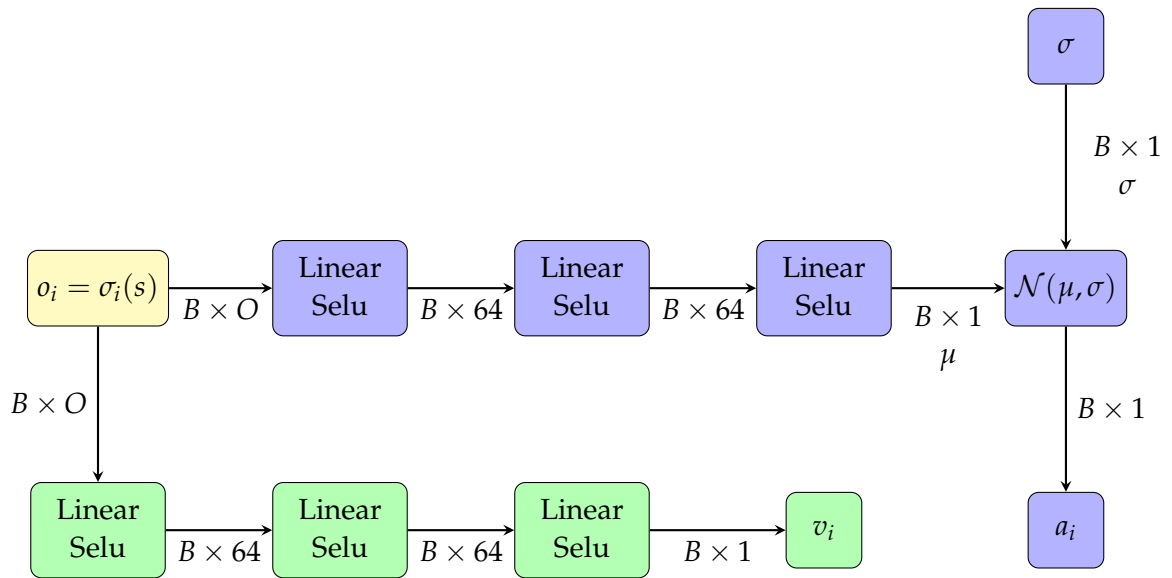 σ
B × 1
σ
o_i = σ_i(s)
B × O
Linear
Selu
B × 64
Linear
Selu
B × 64
Linear
Selu
B × 1
μ
𝒩(μ, σ)
B × O
B × 1
Linear
Selu
B × 64
Linear
Selu
B × 64
Linear
Selu
B × 1
v_i
a_i